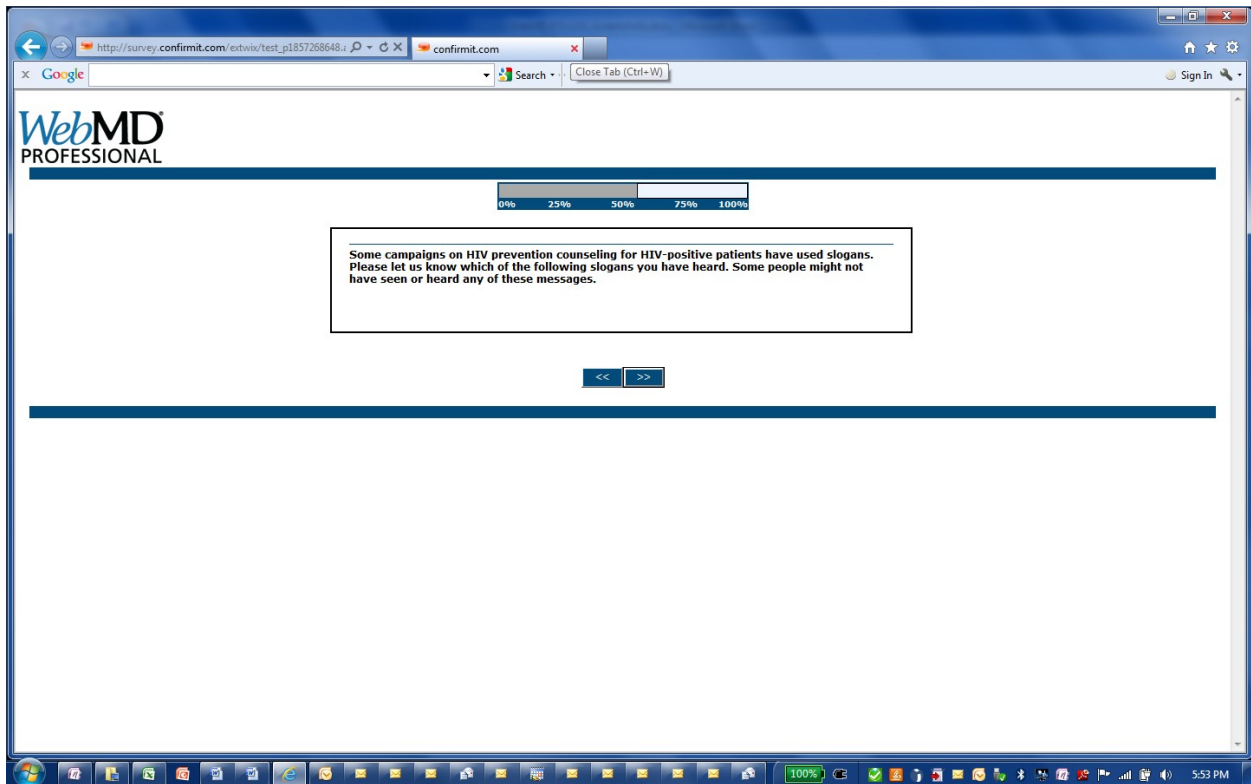 http://survey.confirmit.com/extwix/test_p1857268648.a
confirmit.com
x Google
Search
Close Tab (Ctrl+W)
Sign In
WebMD
PROFESSIONAL
0% 25% 50% 75% 100%
Some campaigns on HIV prevention counseling for HIV-positive patients have used slogans.
Please let us know which of the following slogans you have heard. Some people might not
have seen or heard any of these messages.
<< >>
100%
5:53 PM